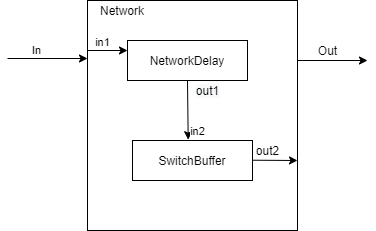 Network
In
in1
NetworkDelay
Out
out1
in2
SwitchBuffer
out2